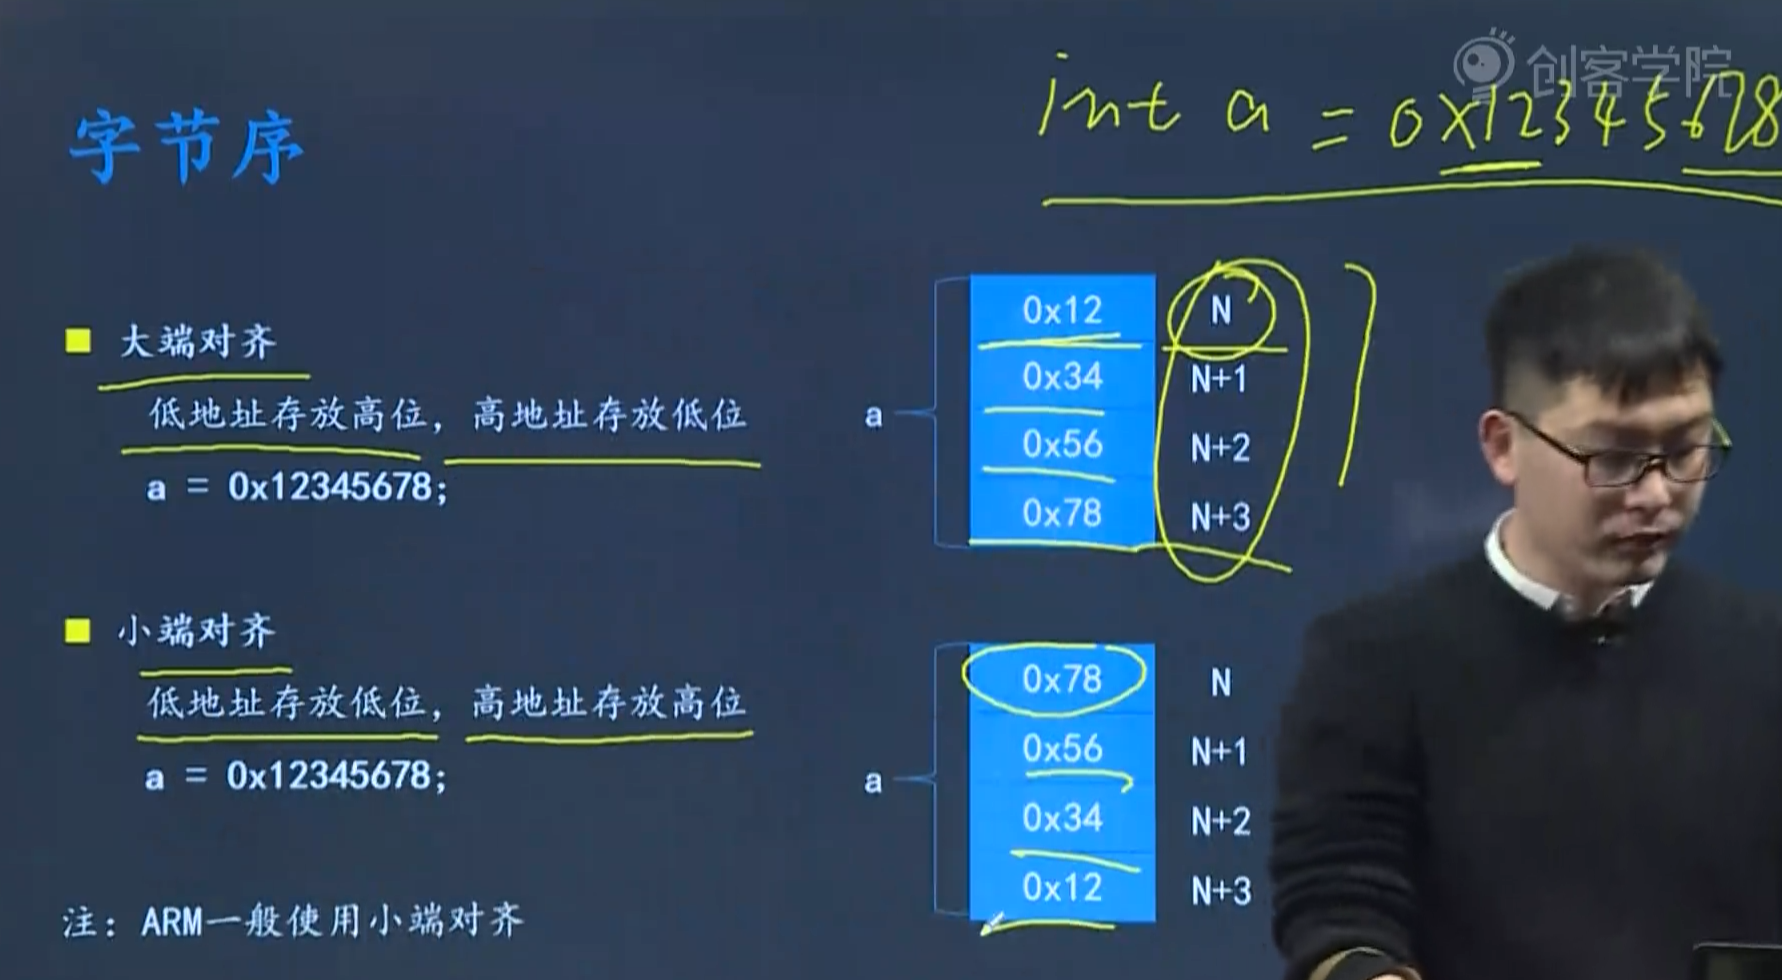 创客学院
int a = 0x12345678
字节序
大端对齐
低地址存放高位，高地址存放低位
a = 0x12345678;
a
0x12 N
0x34 N+1
0x56 N+2
0x78 N+3
小端对齐
低地址存放低位，高地址存放高位
a = 0x12345678;
a
0x78 N
0x56 N+1
0x34 N+2
0x12 N+3
注：ARM一般使用小端对齐